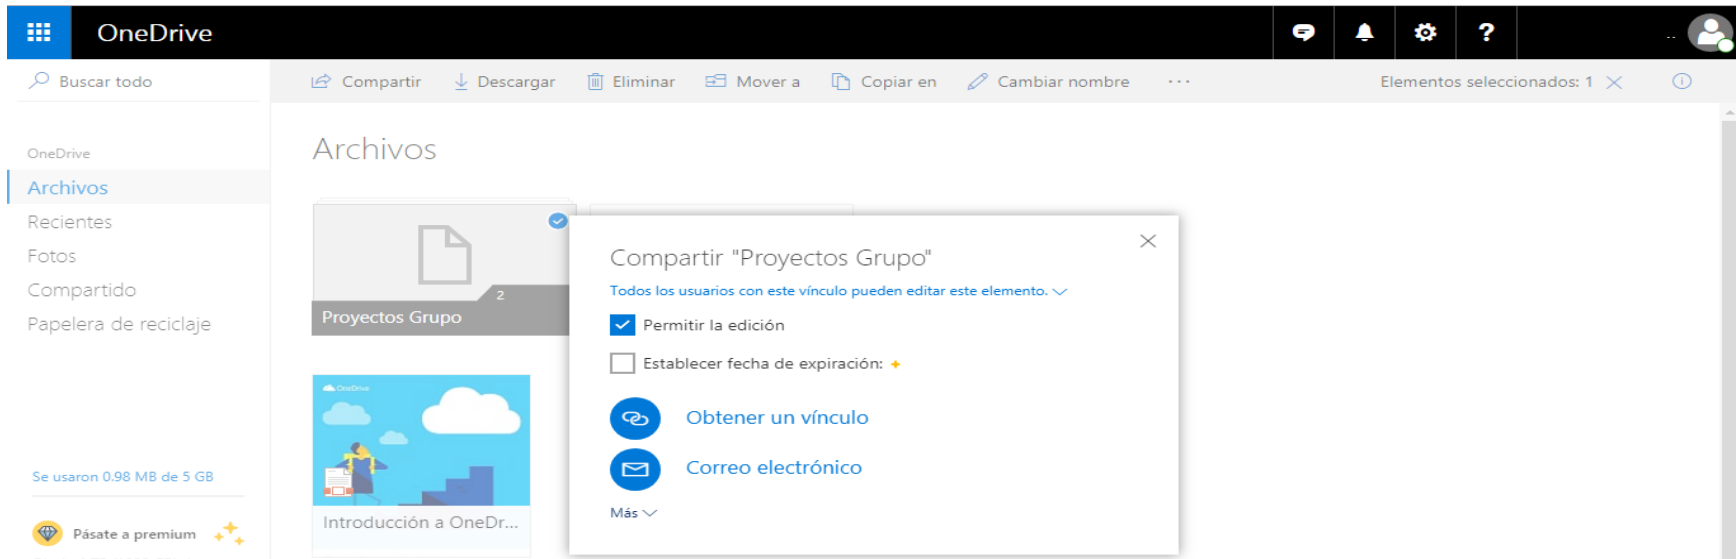 OneDrive
Buscar todo
Compartir
Descargar
Eliminar
Mover a
Copiar en
Cambiar nombre
...
Elementos seleccionados: 1
OneDrive
Archivos
Recientes
Fotos
Compartido
Papelera de reciclaje
Se usaron 0.98 MB de 5 GB
Pásate a premium
Archivos
2
Proyectos Grupo
OneDrive
Introducción a OneDr...
Compartir "Proyectos Grupo"
Todos los usuarios con este vínculo pueden editar este elemento.
Permitir la edición
Establecer fecha de expiración:
Obtener un vínculo
Correo electrónico
Más